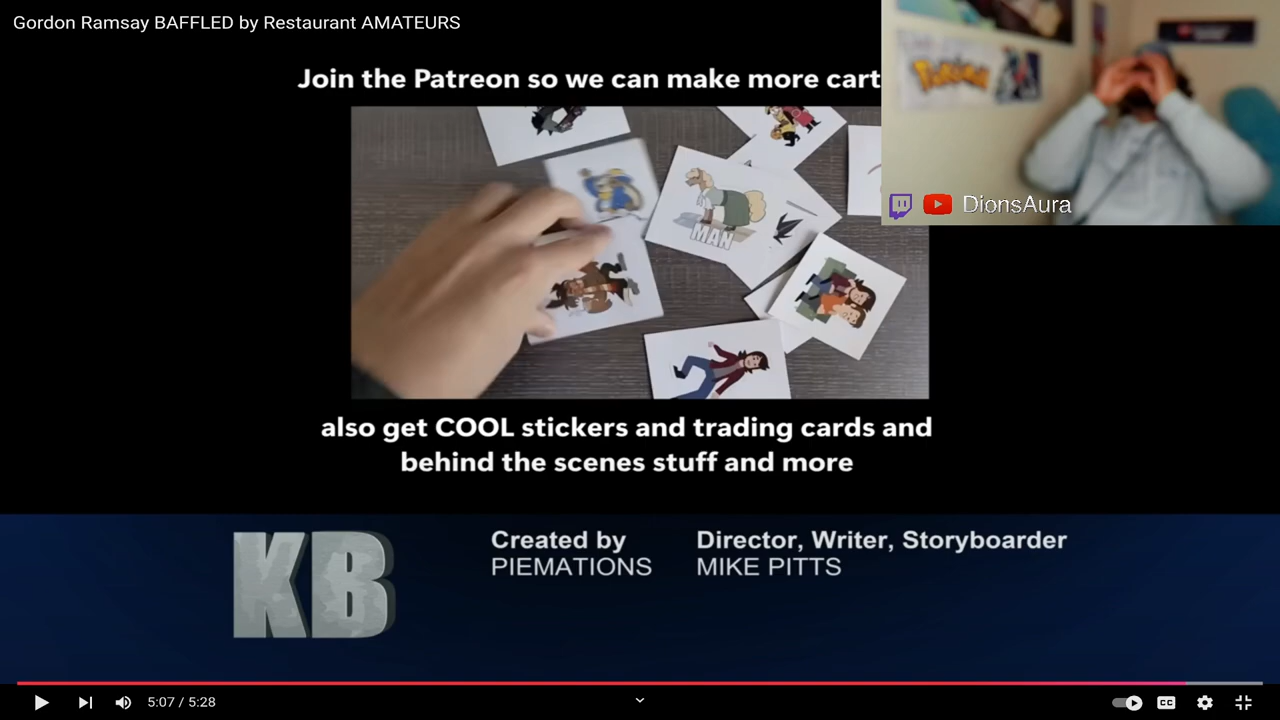 Gordon Ramsay BAFFLED by Restaurant AMATEURS
Join the Patreon so we can make more cart
Pokémon
DionsAura
MAN
also get COOL stickers and trading cards and
behind the scenes stuff and more
KB
Created by
PIEMATIONS
Director, Writer, Storyboarder
MIKE PITTS
5:07 / 5:28
CC